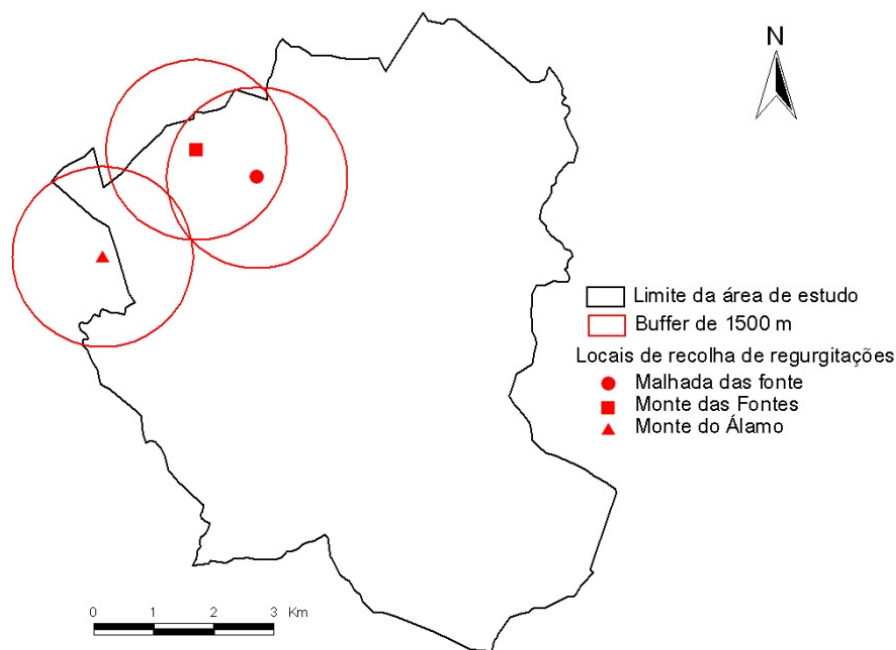 N
Limite da área de estudo
Buffer de 1500 m
Locais de recolha de regurgitações
Malhada das fonte
Monte das Fontes
Monte do Álamo
0 1 2 3 Km